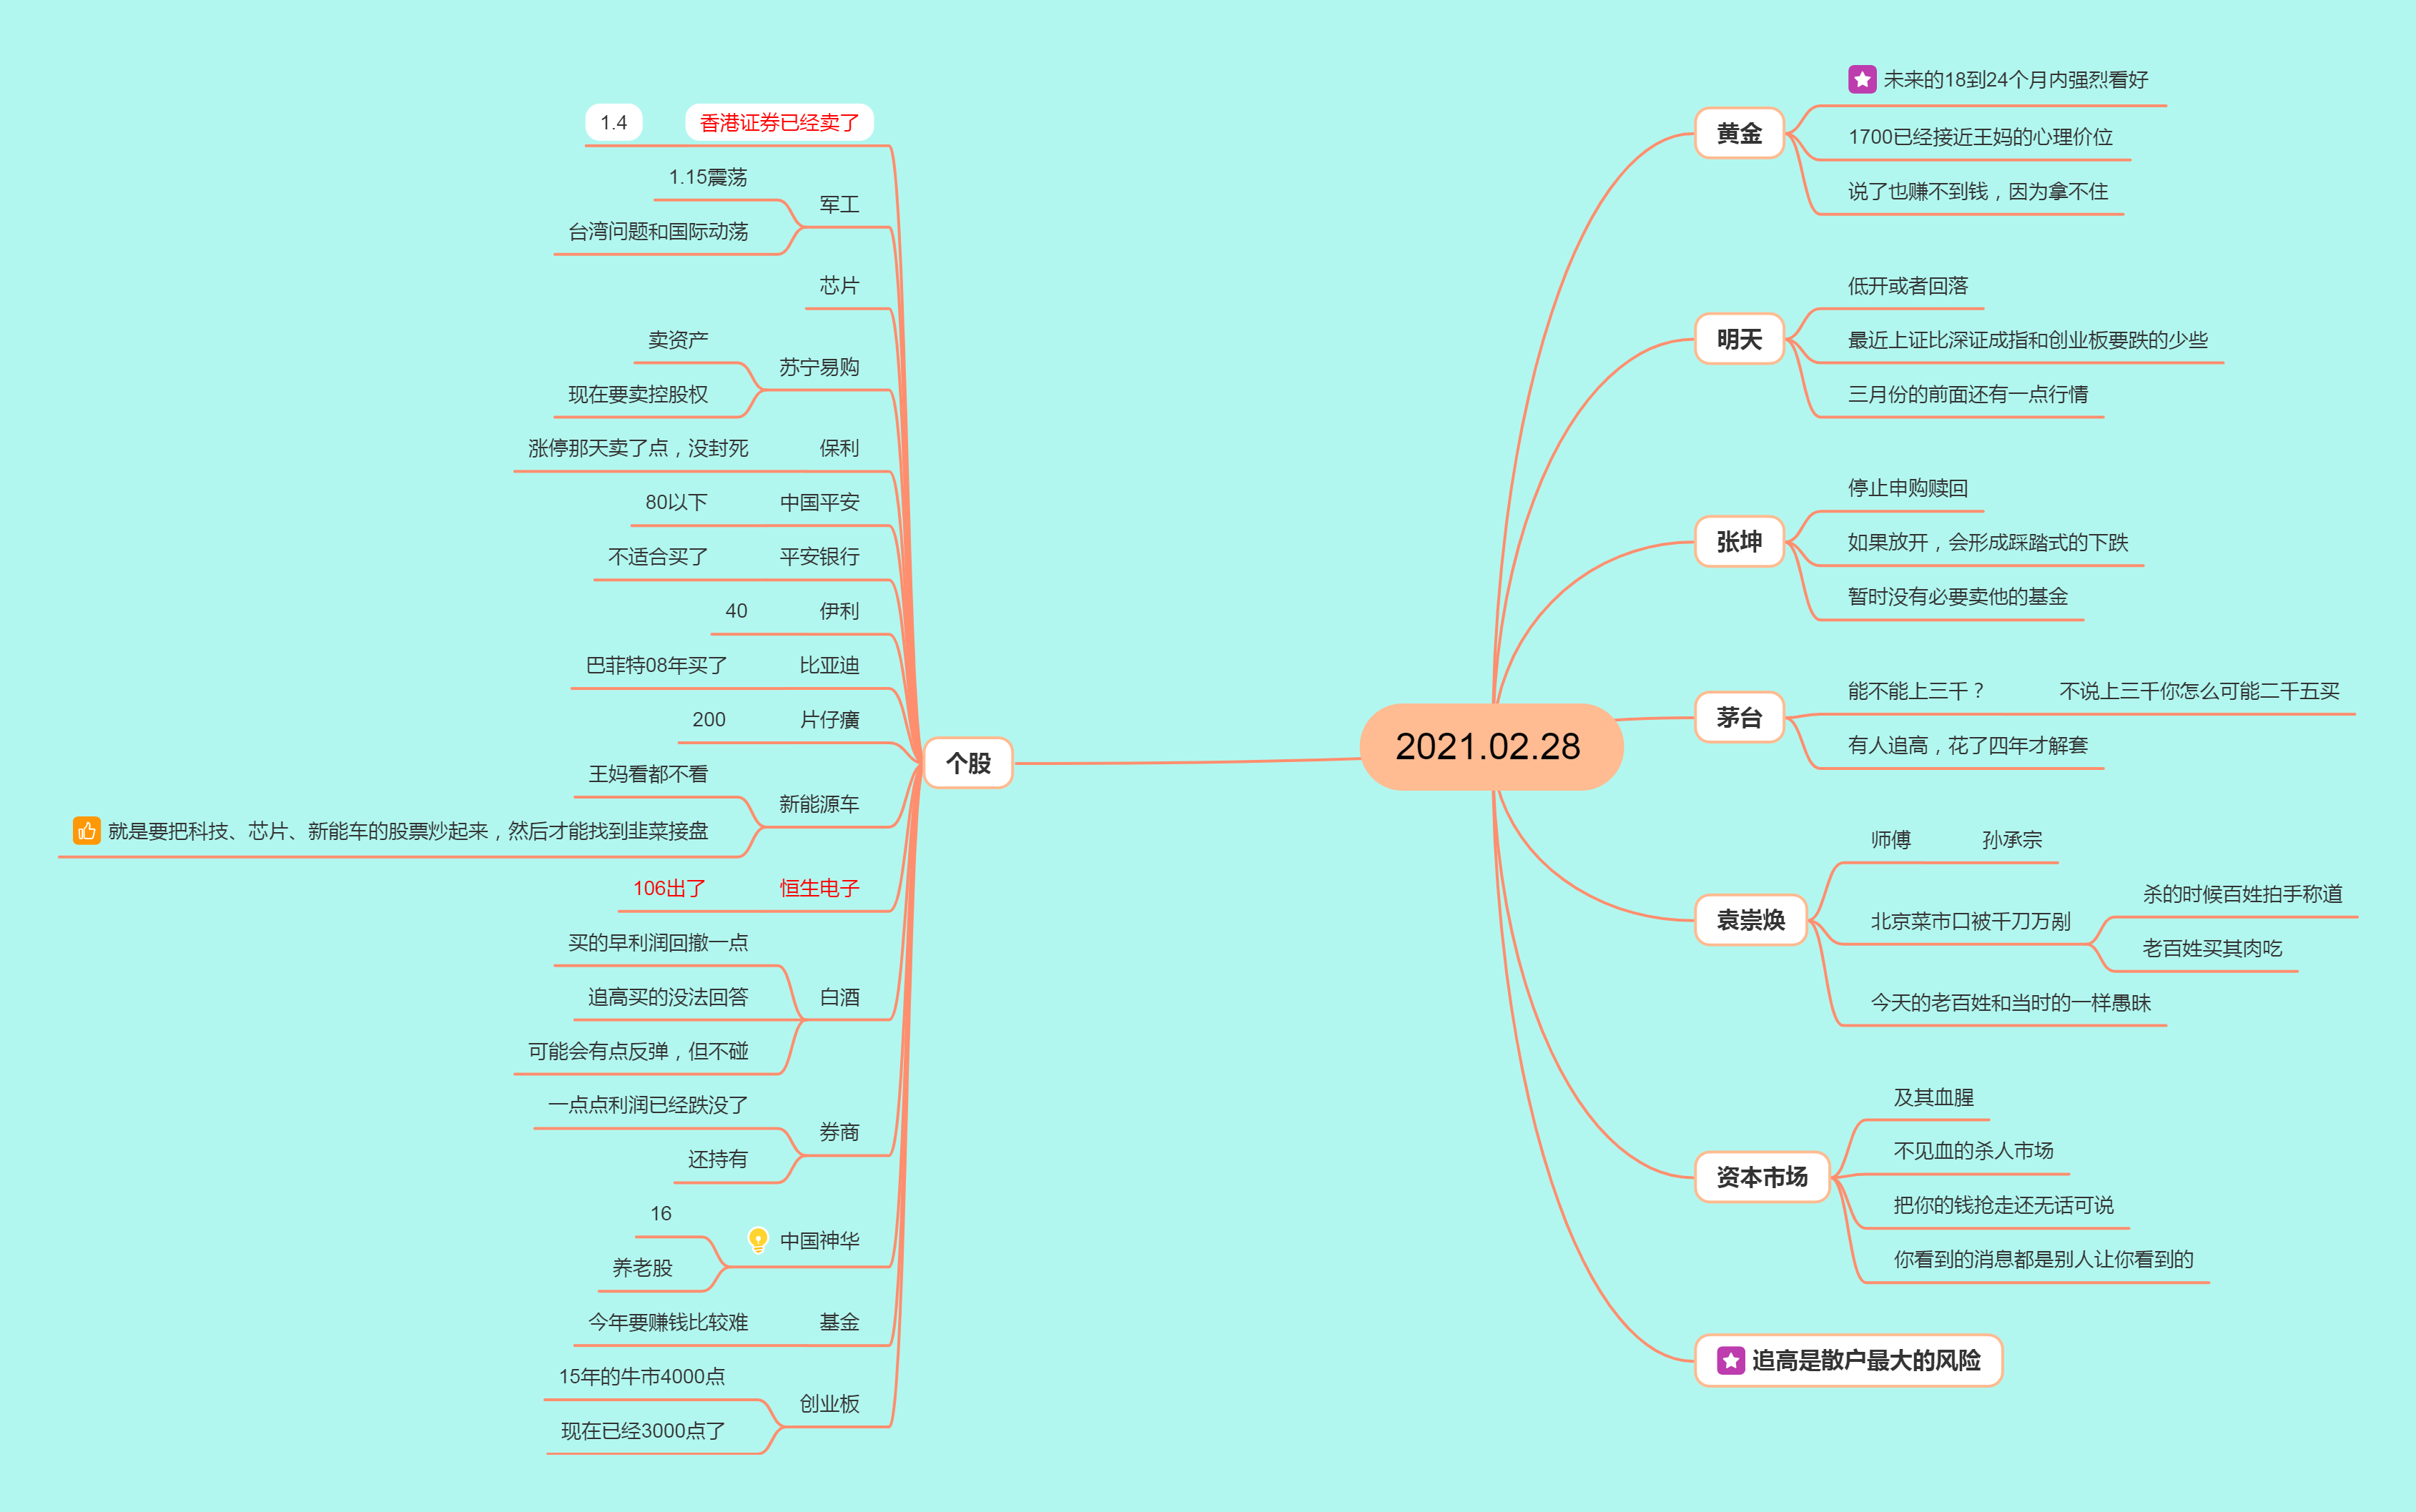 2021.02.28
黄金
未来的18到24个月内强烈看好
1700已经接近王妈的心理价位
说了也赚不到钱，因为拿不住
明天
低开或者回落
最近上证比深证成指和创业板要跌的少些
三月份的前面还有一点行情
张坤
停止申购赎回
如果放开，会形成踩踏式的下跌
暂时没有必要卖他的基金
茅台
能不能上三千？
不说上三千你怎么可能二千五买
有人追高，花了四年才解套
袁崇焕
师傅
孙承宗
北京菜市口被千刀万剐
杀的时候百姓拍手称道
老百姓买其肉吃
今天的老百姓和当时的一样愚昧
资本市场
及其血腥
不见血的杀人市场
把你的钱抢走还无话可说
你看到的消息都是别人让你看到的
追高是散户最大的风险
个股
香港证券已经卖了
1.4
军工
1.15震荡
台湾问题和国际动荡
芯片
苏宁易购
卖资产
现在要卖控股权
保利
涨停那天卖了点，没封死
中国平安
80以下
平安银行
不适合买了
伊利
40
比亚迪
巴菲特08年买了
片仔癀
200
新能源车
王妈看都不看
就是要把科技、芯片、新能车的股票炒起来，然后才能找到韭菜接盘
恒生电子
106出了
白酒
买的早利润回撤一点
追高买的没法回答
可能会有点反弹，但不碰
券商
一点点利润已经跌没了
还持有
中国神华
16
养老股
基金
今年要赚钱比较难
创业板
15年的牛市4000点
现在已经3000点了